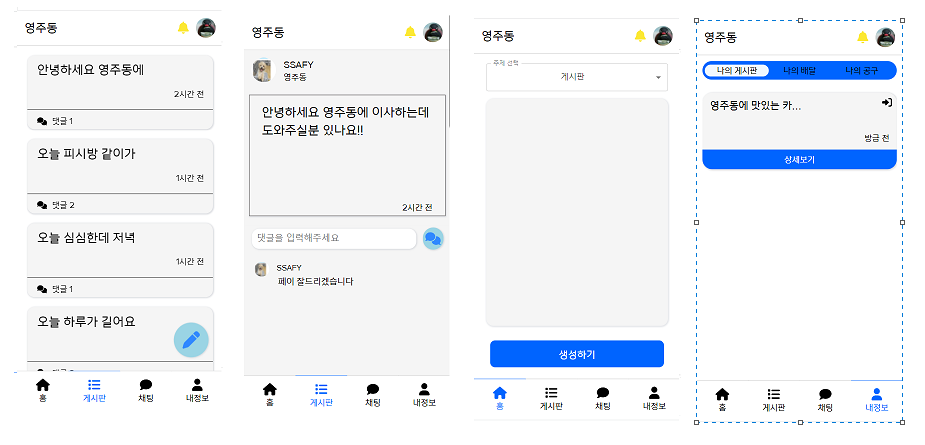 영주동
안녕하세요 영주동에
2시간 전
댓글 1
오늘 피시방 같이가
1시간 전
댓글 2
오늘 심심한데 저녁
1시간 전
댓글 1
오늘 하루가 길어요
홈
게시판
채팅
내정보
영주동
SSAFY
영주동
안녕하세요 영주동에 이사하는데
도와주실분 있나요!!
2시간 전
댓글을 입력해주세요
SSAFY
페이 잘드리겠습니다
홈
게시판
채팅
내정보
영주동
주제 선택
게시판
생성하기
홈
게시판
채팅
내정보
영주동
나의 게시판
나의 배달
나의 공구
영주동에 맛있는 카...
방금 전
상세보기
홈
게시판
채팅
내정보